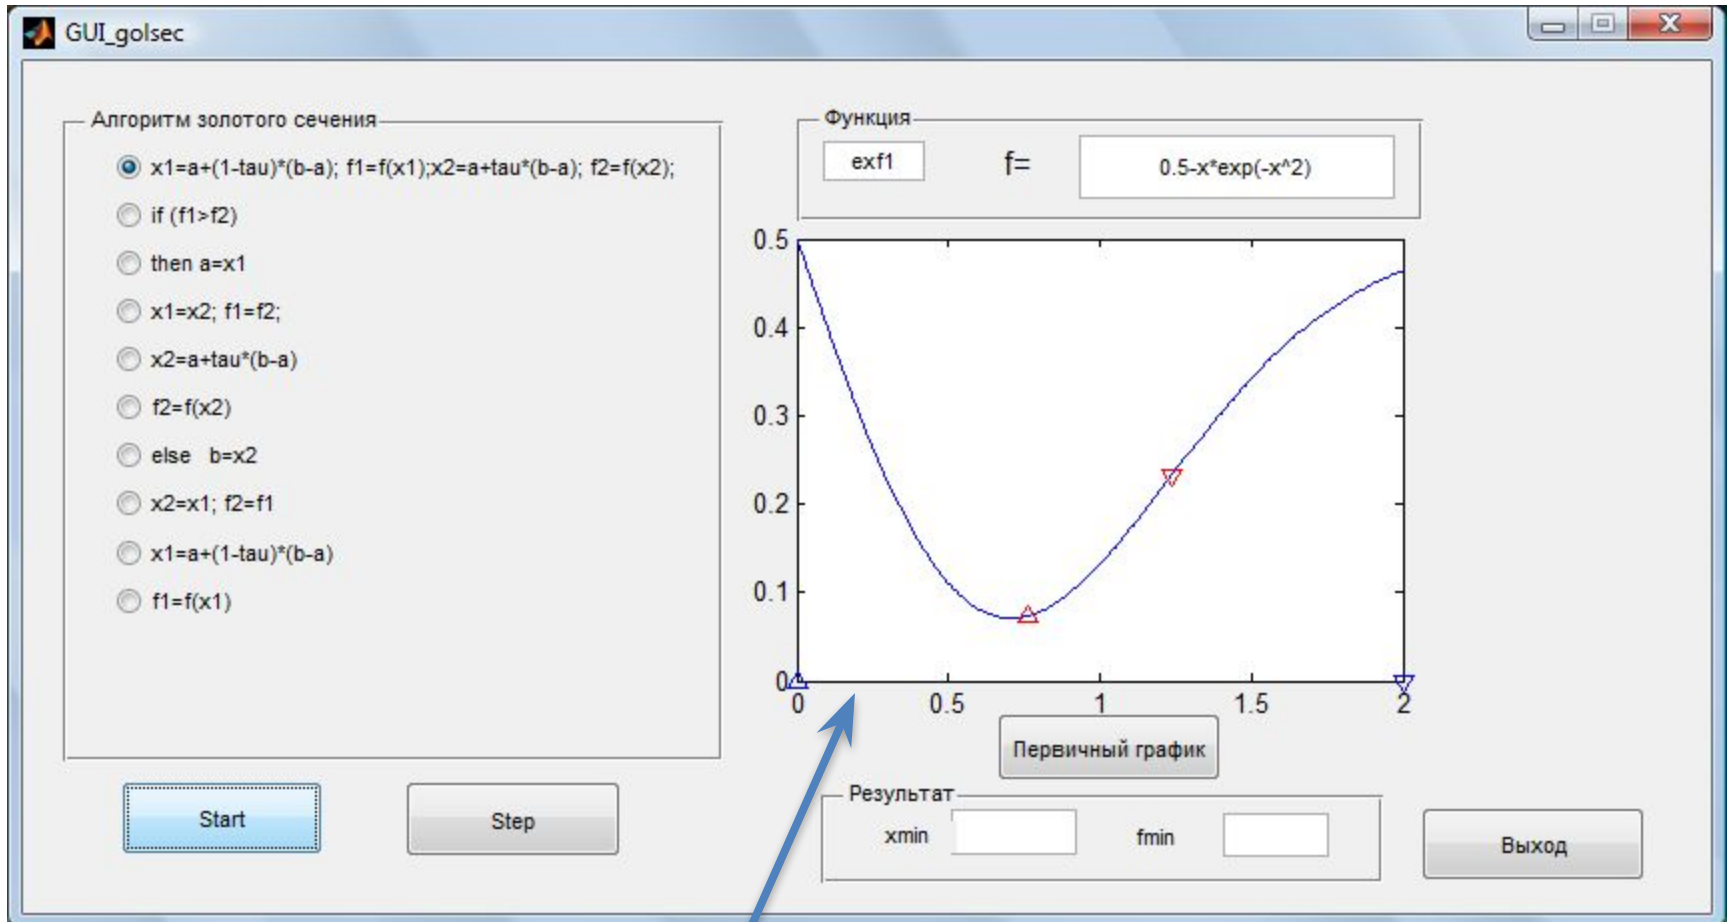 GUI_golsec
Алгоритм золотого сечения
x1=a+(1-tau)*(b-a); f1=f(x1);x2=a+tau*(b-a); f2=f(x2);
if (f1>f2)
then a=x1
x1=x2; f1=f2;
x2=a+tau*(b-a)
f2=f(x2)
else b=x2
x2=x1; f2=f1
x1=a+(1-tau)*(b-a)
f1=f(x1)
Start
Step
Функция
exf1
f=
0.5-x*exp(-x^2)
0.5
0.4
0.3
0.2
0.1
0
0 0.5 1 1.5 2
Первичный график
Результат
xmin
fmin
Выход